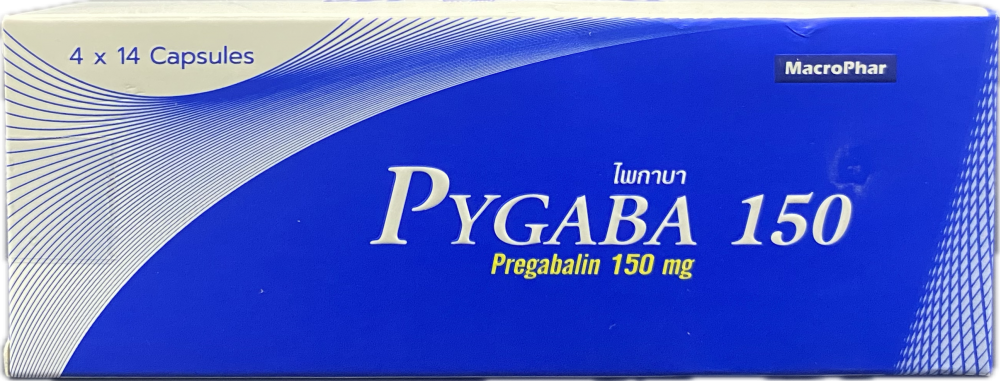 4 x 14 Capsules
MacroPhar
ไพกาบา
PYGABA 150
Pregabalin 150 mg